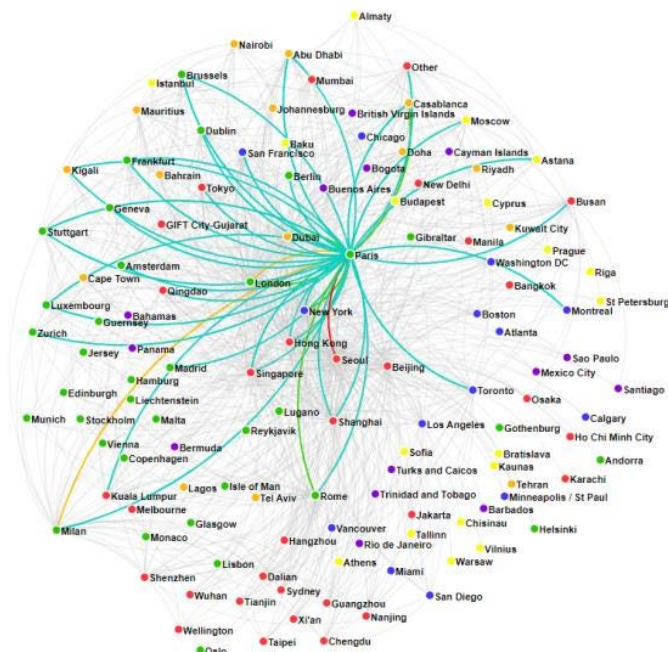 Almaty
Nairobi
Abu Dhabi
Brussels
Other
Istanbul
Mumbai
Mauritius
Johannesburg
Casablanca
British Virgin Islands
Moscow
Dublin
Chicago
Baku
San Francisco
Doha
Cayman Islands
Frankfurt
Kigali
Bogota
Riyadh
Astana
Bahrain
Berlin
Tokyo
Buenos Aires
New Delhi
Geneva
Budapest
Cyprus
Busan
GIFT City-Gujarat
Stuttgart
Dubai
Gibraltar
Manila
Kuwait City
Paris
Prague
Amsterdam
Washington DC
Riga
Cape Town
London
Qingdao
Bangkok
St Petersburg
Luxembourg
Bahamas
Guernsey
New York
Boston
Montreal
Zurich
Panama
Hong Kong
Atlanta
Jersey
Madrid
Seoul
Sao Paulo
Hamburg
Singapore
Beijing
Mexico City
Edinburgh
Liechtenstein
Toronto
Santiago
Osaka
Munich
Stockholm
Malta
Lugano
Shanghai
Los Angeles
Gothenburg
Calgary
Reykjavik
Vienna
Bermuda
Ho Chi Minh City
Copenhagen
Sofia
Bratislava
Andorra
Kaunas
Turks and Caicos
Lagos
Isle of Man
Tehran
Karachi
Kuala Lumpur
Tel Aviv
Rome
Trinidad and Tobago
Minneapolis / St Paul
Melbourne
Barbados
Jakarta
Milan
Glasgow
Vancouver
Tallinn
Chisinau
Helsinki
Monaco
Hangzhou
Rio de Janeiro
Vilnius
Lisbon
Athens
Warsaw
Shenzhen
Dalian
Miami
Wuhan
Sydney
San Diego
Tianjin
Guangzhou
Xi'an
Nanjing
Wellington
Taipei
Chengdu
Oslo